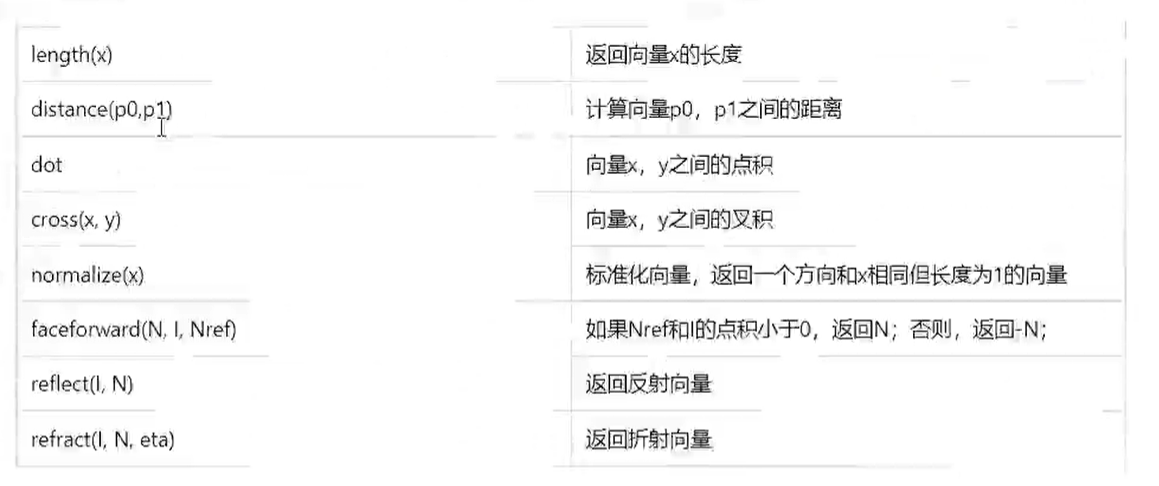 length(x) 返回向量x的长度
distance(p0,p1) 计算向量p0，p1之间的距离
dot 向量x，y之间的点积
cross(x, y) 向量x，y之间的叉积
normalize(x) 标准化向量，返回一个方向和x相同但长度为1的向量
faceforward(N, I, Nref) 如果Nref和I的点积小于0，返回N；否则，返回-N；
reflect(I, N) 返回反射向量
refract(I, N, eta) 返回折射向量